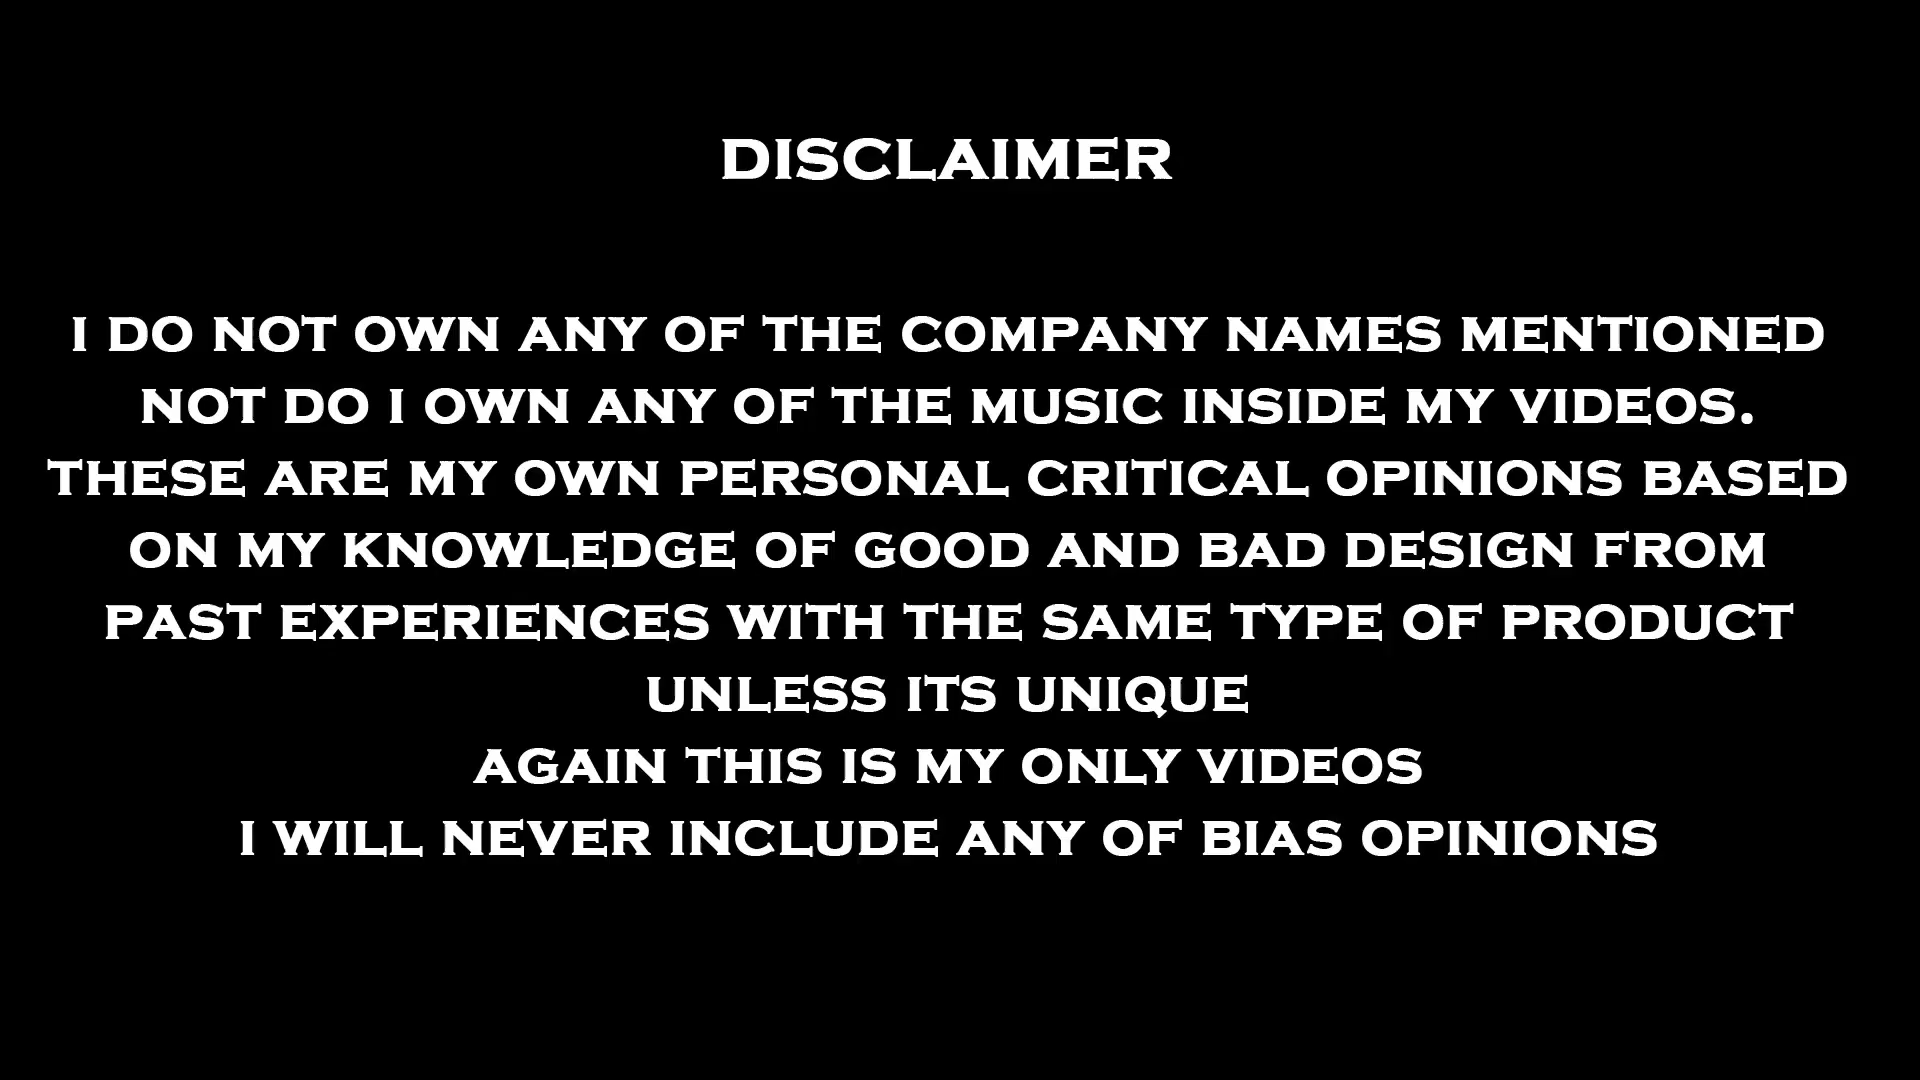 DISCLAIMER
I DO NOT OWN ANY OF THE COMPANY NAMES MENTIONED
NOT DO I OWN ANY OF THE MUSIC INSIDE MY VIDEOS.
THESE ARE MY OWN PERSONAL CRITICAL OPINIONS BASED
ON MY KNOWLEDGE OF GOOD AND BAD DESIGN FROM
PAST EXPERIENCES WITH THE SAME TYPE OF PRODUCT
UNLESS ITS UNIQUE
AGAIN THIS IS MY ONLY VIDEOS
I WILL NEVER INCLUDE ANY OF BIAS OPINIONS